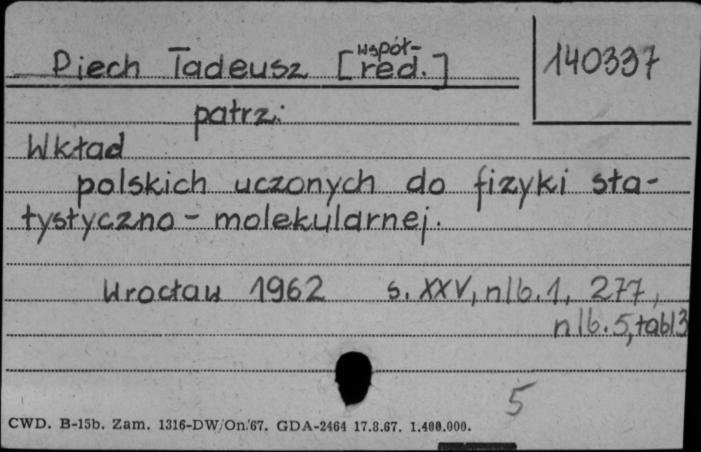 Piech Tadeusz [współ-
red.]
140337
patrz:
Wkład
polskich uczonych do fizyki sta-
tystyczno-molekularnej.
Wrocław 1962 s. XXV, nlb. 1, 277,
nlb. 5, tabl 3
5
CWD. B-15b. Zam. 1316-DW/On.'67. GDA-2464 17.8.67. 1.400.000.